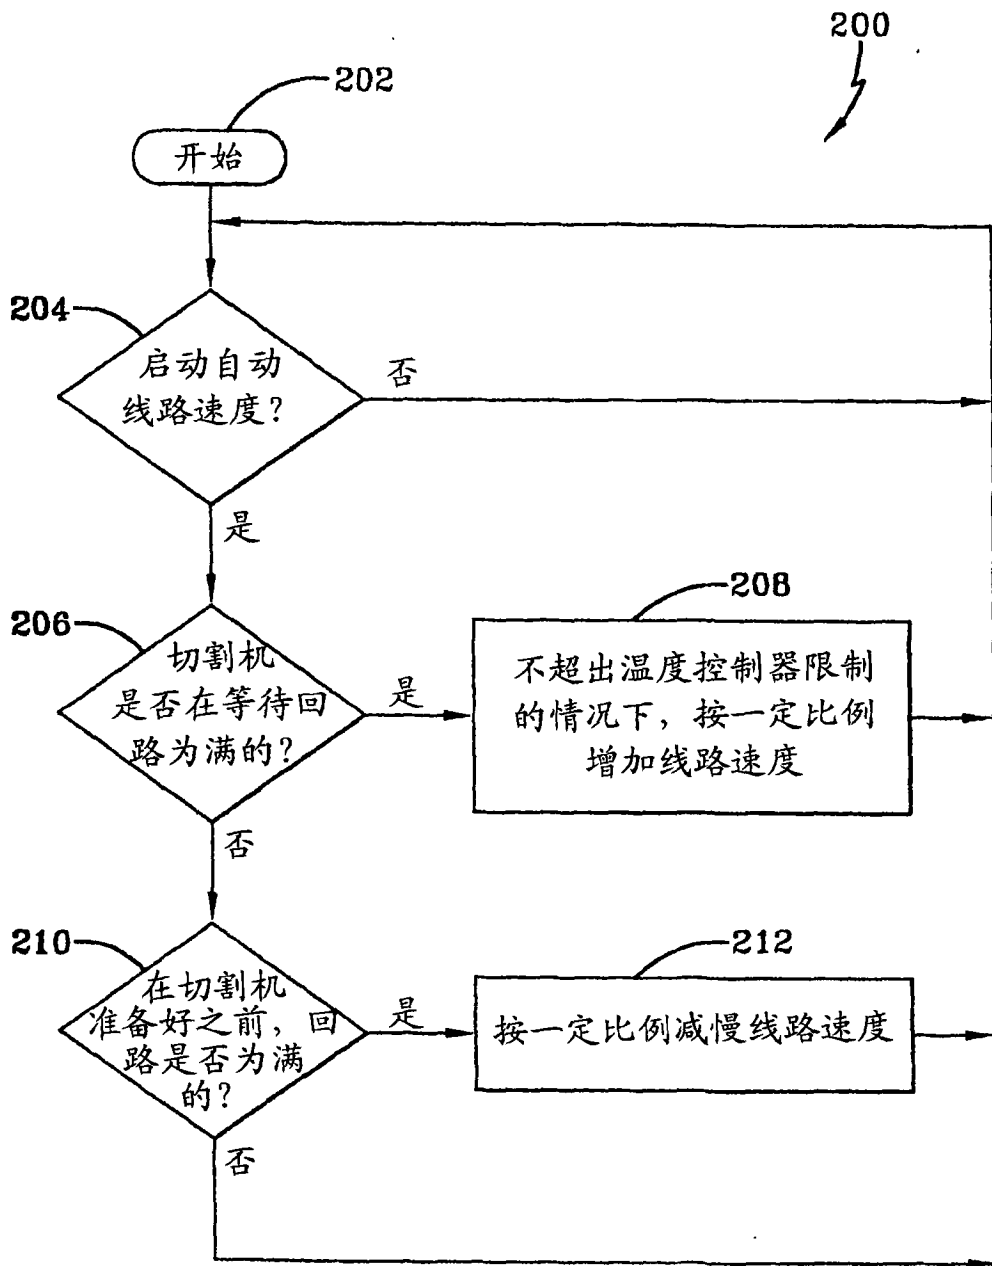 200
202
开始
204
启动自动
线路速度?
否
是
206
切割机
是否在等待回
路为满的?
是
208
不超出温度控制器限制
的情况下，按一定比例
增加线路速度
否
210
在切割机
准备好之前，回
路是否为满
的?
是
212
按一定比例减慢线路速度
否